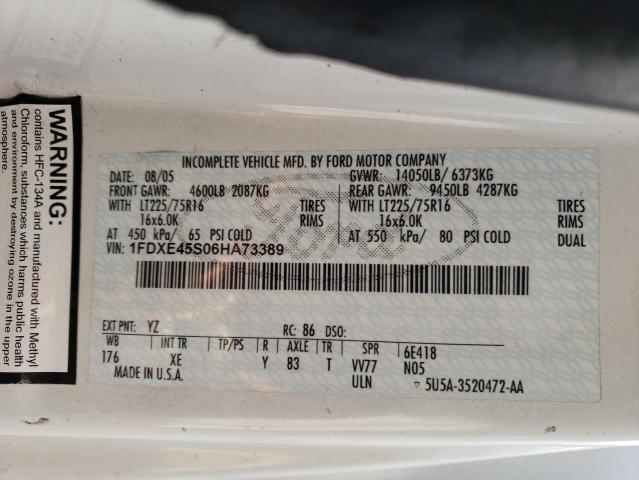 WARNING:
contains HFC-134A and manufactured with Methyl
Chloroform, substances which harms public health
and environment by destroying ozone in the upper
atmosphere.
INCOMPLETE VEHICLE MFD. BY FORD MOTOR COMPANY
DATE: 08/05 GVWR: 14050LB/ 6373KG
FRONT GAWR: 4600LB 2087KG REAR GAWR: 9450LB 4287KG
WITH LT225/75R16 TIRES WITH LT225/75R16 TIRES
16x6.0K RIMS 16x6.0K RIMS
AT 450 kPa/ 65 PSI COLD AT 550 kPa/ 80 PSI COLD DUAL
VIN: 1FDXE45S06HA73389
Ford
EXT PNT: YZ RC: 86 DSO:
WB INT TR TP/PS R AXLE TR SPR 6E418
176 XE Y 83 T VV77 N05
MADE IN U.S.A. ULN ▽ 5U5A-3520472-AA